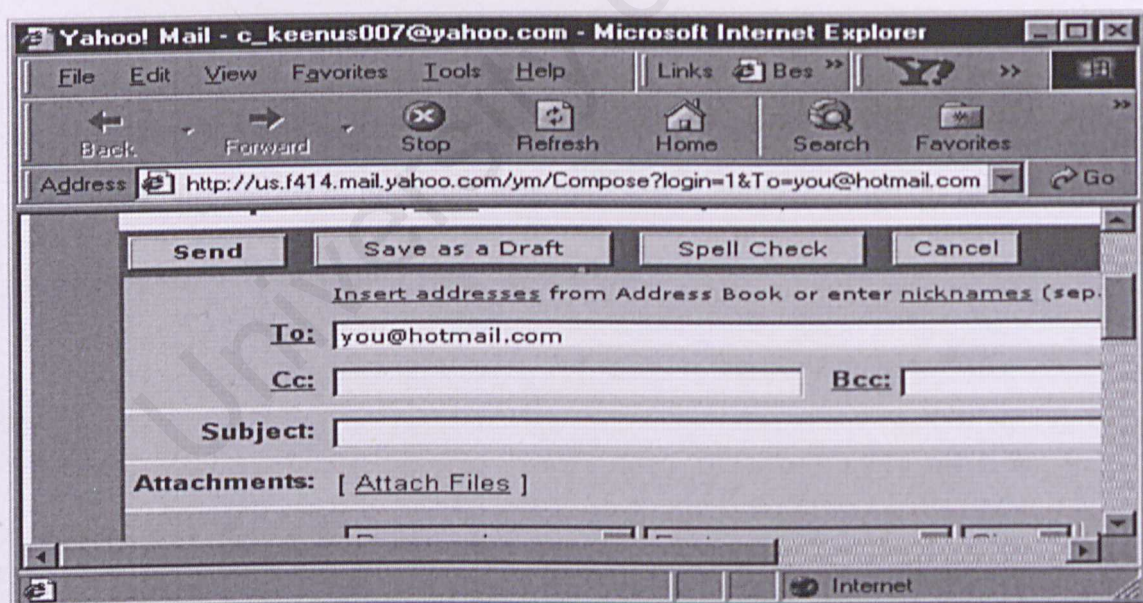 Yahoo! Mail - c_keenus007@yahoo.com - Microsoft Internet Explorer
File Edit View Favorites Tools Help Links Bes » Y? »
Back Forward Stop Refresh Home Search Favorites »
Address http://us.f414.mail.yahoo.com/ym/Compose?login=1&To=you@hotmail.com Go
Send Save as a Draft Spell Check Cancel
Insert addresses from Address Book or enter nicknames (sep.
To: you@hotmail.com
Cc: Bcc:
Subject:
Attachments: [ Attach Files ]
Internet